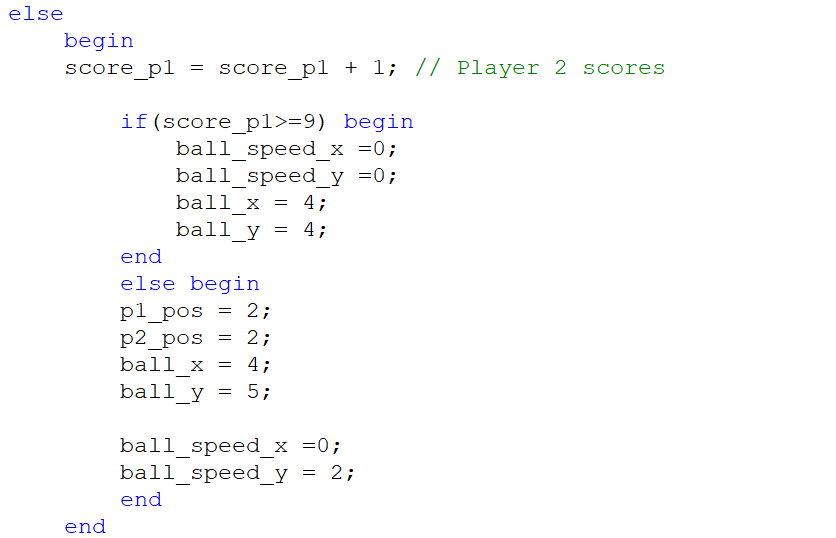 else
    begin
    score_p1 = score_p1 + 1; // Player 2 scores

        if(score_p1>=9) begin
            ball_speed_x =0;
            ball_speed_y =0;
            ball_x = 4;
            ball_y = 4;
        end
        else begin
        p1_pos = 2;
        p2_pos = 2;
        ball_x = 4;
        ball_y = 5;

        ball_speed_x =0;
        ball_speed_y = 2;
        end
    end